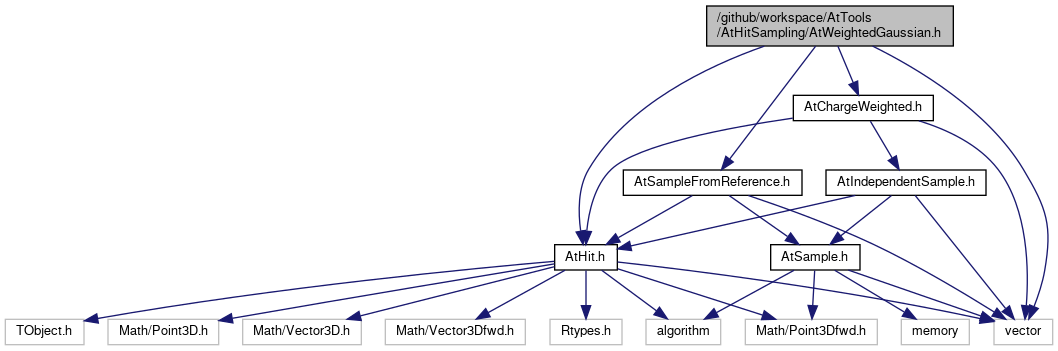 /github/workspace/AtTools
/AtHitSampling/AtWeightedGaussian.h
AtChargeWeighted.h
AtSampleFromReference.h
AtIndependentSample.h
AtHit.h
AtSample.h
TObject.h
Math/Point3D.h
Math/Vector3D.h
Math/Vector3Dfwd.h
Rtypes.h
algorithm
Math/Point3Dfwd.h
memory
vector